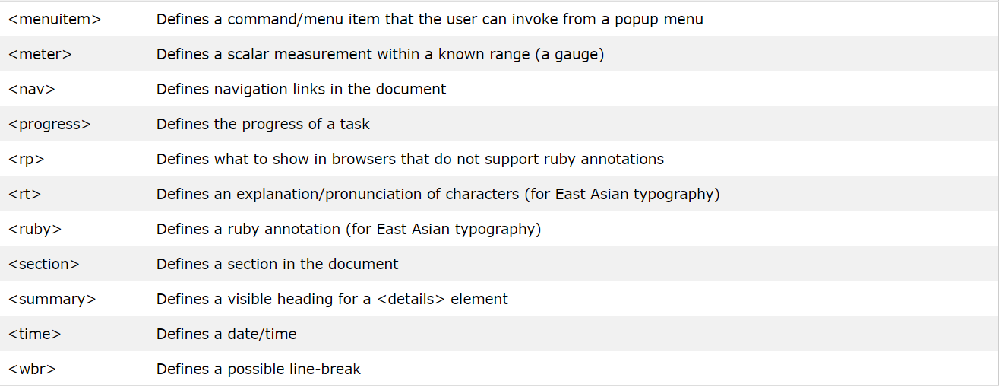 <menuitem> Defines a command/menu item that the user can invoke from a popup menu
<meter> Defines a scalar measurement within a known range (a gauge)
<nav> Defines navigation links in the document
<progress> Defines the progress of a task
<rp> Defines what to show in browsers that do not support ruby annotations
<rt> Defines an explanation/pronunciation of characters (for East Asian typography)
<ruby> Defines a ruby annotation (for East Asian typography)
<section> Defines a section in the document
<summary> Defines a visible heading for a <details> element
<time> Defines a date/time
<wbr> Defines a possible line-break